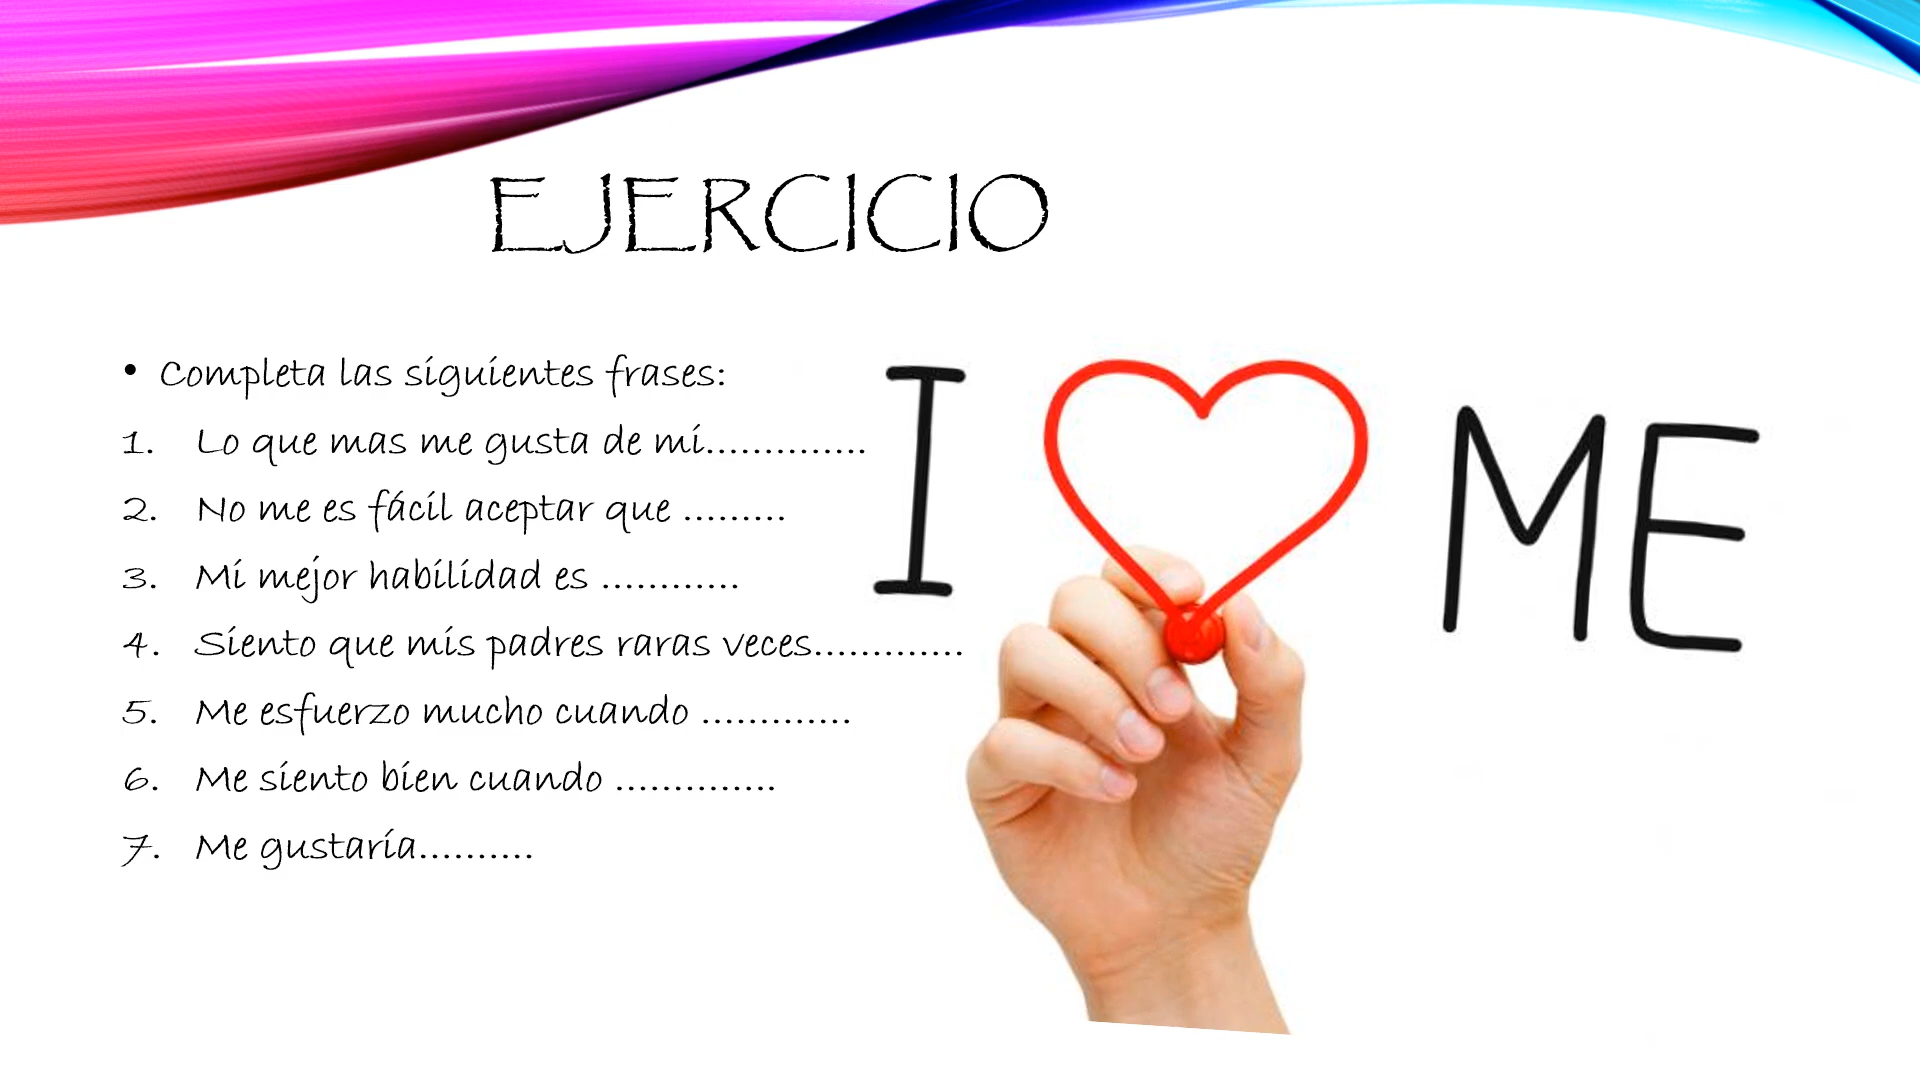 EJERCICIO
• Completa las siguientes frases:
1. Lo que mas me gusta de mí..............
2. No me es fácil aceptar que .........
3. Mi mejor habilidad es ............
4. Siento que mis padres raras veces.............
5. Me esfuerzo mucho cuando .............
6. Me siento bien cuando ..............
7. Me gustaría..........
I ME